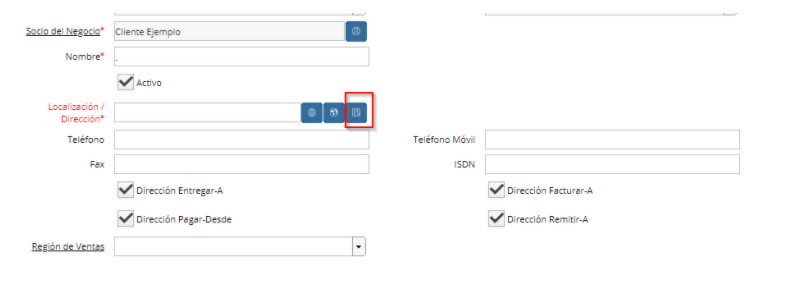 Socio del Negocio* Cliente Ejemplo
Nombre* .
Activo
Localización /
Dirección*
Teléfono Teléfono Móvil
Fax ISDN
Dirección Entregar-A Dirección Facturar-A
Dirección Pagar-Desde Dirección Remitir-A
Región de Ventas